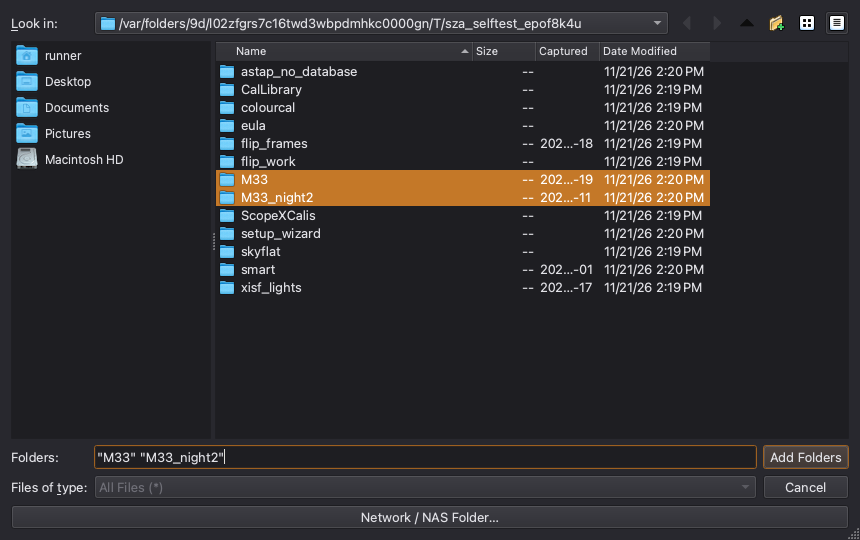 Look in: /var/folders/9d/l02zfgrs7c16twd3wbpdmhkc0000gn/T/sza_selftest_epof8k4u
runner
Desktop
Documents
Pictures
Macintosh HD
Name Size Captured Date Modified
astap_no_database -- 11/21/26 2:20 PM
CalLibrary -- 11/21/26 2:19 PM
colourcal -- 11/21/26 2:19 PM
eula -- 11/21/26 2:20 PM
flip_frames -- 202...-18 11/21/26 2:19 PM
flip_work -- 11/21/26 2:19 PM
M33 -- 202...-19 11/21/26 2:20 PM
M33_night2 -- 202...-11 11/21/26 2:20 PM
ScopeXCalis -- 11/21/26 2:19 PM
setup_wizard -- 11/21/26 2:20 PM
skyflat -- 11/21/26 2:19 PM
smart -- 202...-01 11/21/26 2:20 PM
xisf_lights -- 202...-17 11/21/26 2:19 PM
Folders: "M33" "M33_night2" Add Folders
Files of type: All Files (*) Cancel
Network / NAS Folder...